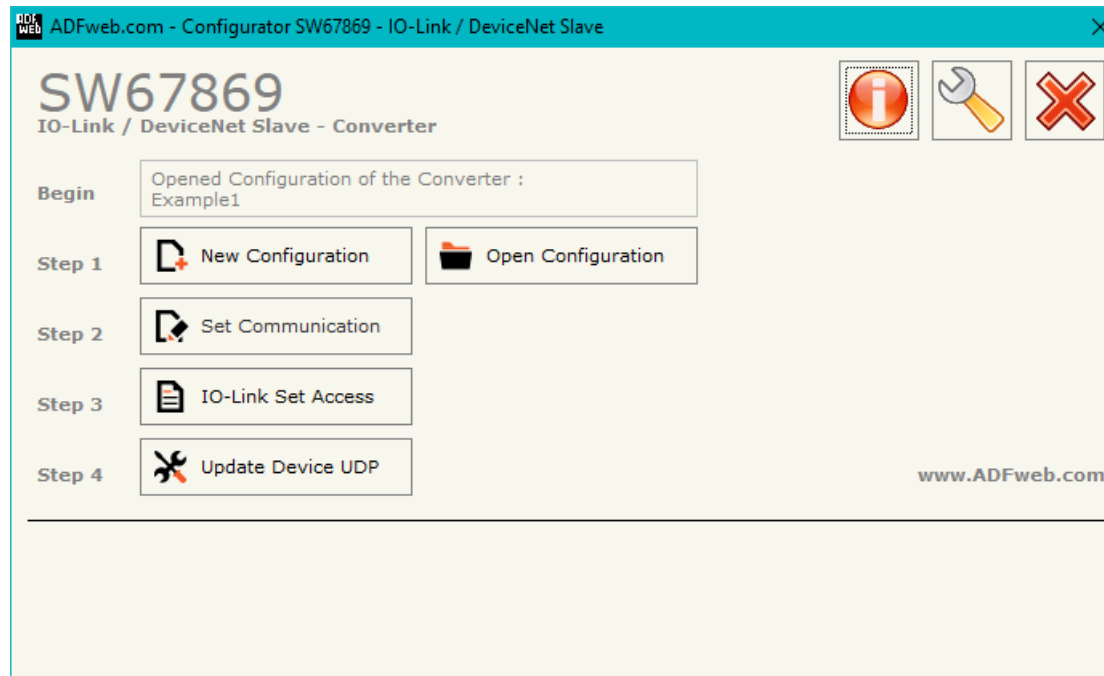 ADF
WEB
ADFweb.com - Configurator SW67869 - IO-Link / DeviceNet Slave
SW67869
IO-Link / DeviceNet Slave - Converter
Begin
Opened Configuration of the Converter :
Example1
Step 1
New Configuration
Open Configuration
Step 2
Set Communication
Step 3
IO-Link Set Access
Step 4
Update Device UDP
www.ADFweb.com